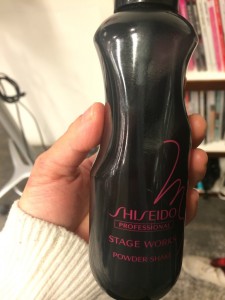 SHISEIDO
PROFESSIONAL
STAGE WORKS
POWDER SHAKE